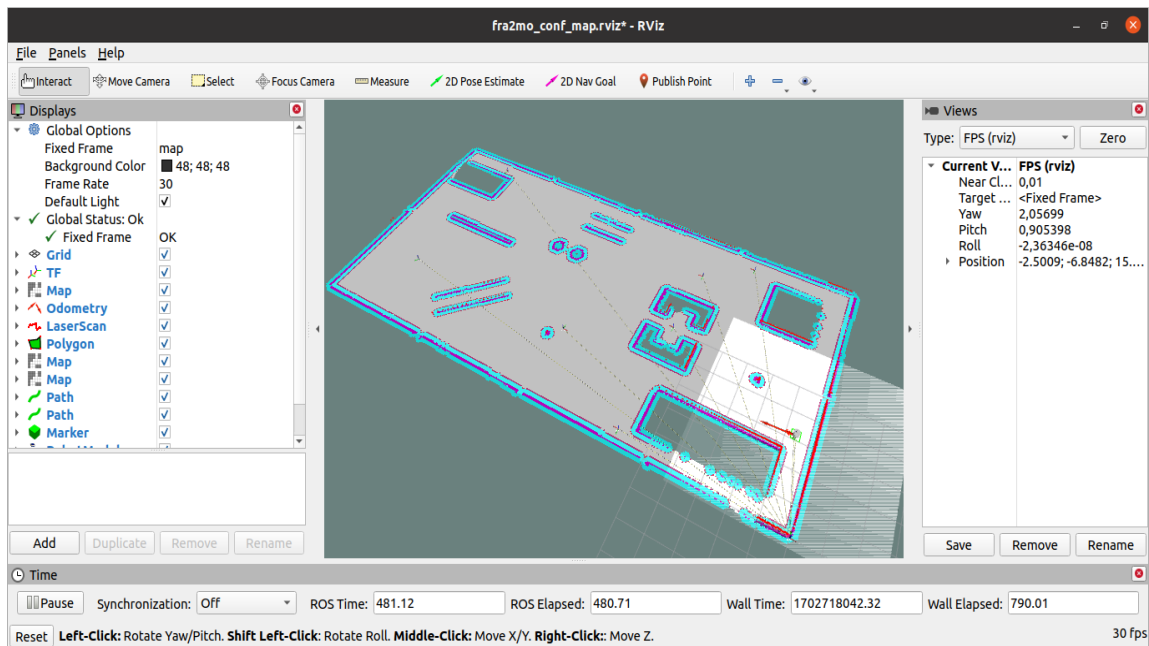 fra2mo_conf_map.rviz* - RViz
File Panels Help
Interact Move Camera Select Focus Camera Measure 2D Pose Estimate 2D Nav Goal Publish Point
Displays
Global Options
Fixed Frame map
Background Color 48; 48; 48
Frame Rate 30
Default Light
Global Status: Ok
Fixed Frame OK
Grid
TF
Map
Odometry
LaserScan
Polygon
Map
Map
Path
Path
Marker
Add Duplicate Remove Rename
Views
Type: FPS (rviz) Zero
Current V... FPS (rviz)
Near Cl... 0,01
Target ... <Fixed Frame>
Yaw 2,05699
Pitch 0,905398
Roll -2,36346e-08
Position -2.5009; -6.8482; 15....
Save Remove Rename
Time
Pause Synchronization: Off ROS Time: 481.12 ROS Elapsed: 480.71 Wall Time: 1702718042.32 Wall Elapsed: 790.01
Reset Left-Click: Rotate Yaw/Pitch. Shift Left-Click: Rotate Roll. Middle-Click: Move X/Y. Right-Click:: Move Z. 30 fps